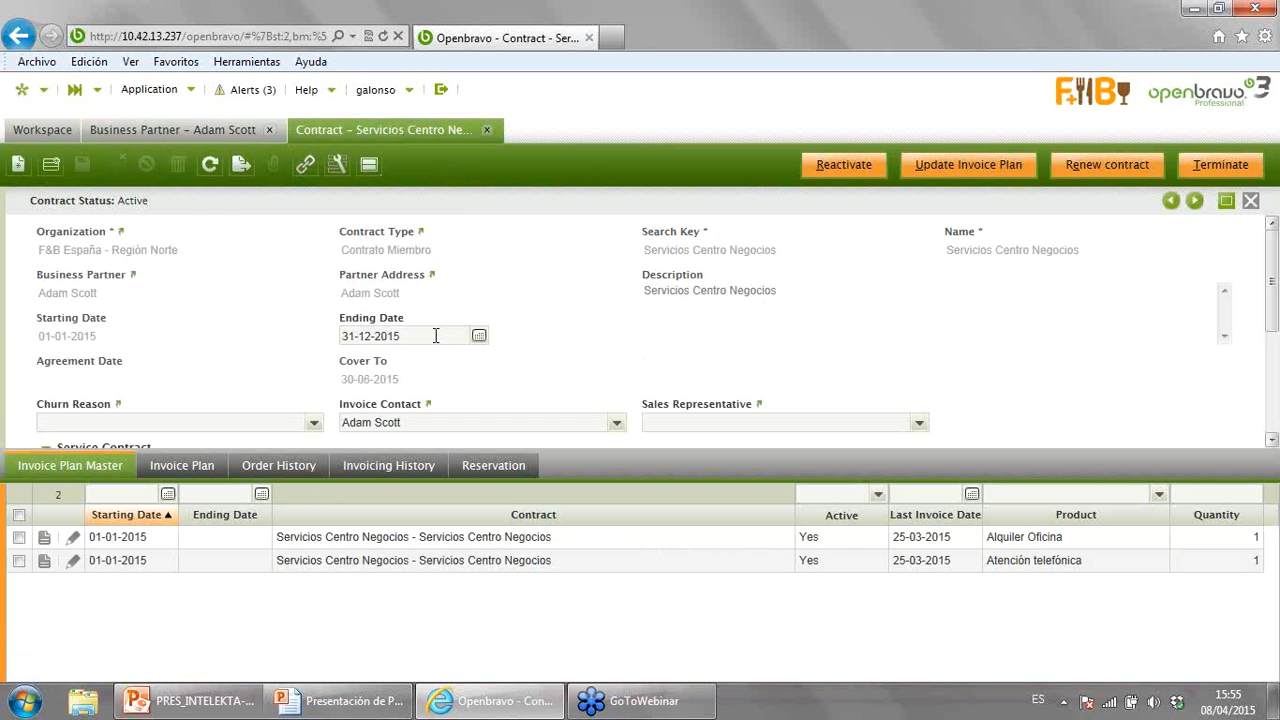 http://10.42.13.237/openbravo/#%7Bst:2,bm:%5
Openbravo - Contract - Ser...
Archivo Edición Ver Favoritos Herramientas Ayuda
Application Alerts (3) Help galonso
F+B
openbravo 3
Professional
Workspace Business Partner – Adam Scott Contract – Servicios Centro Ne...
Reactivate Update Invoice Plan Renew contract Terminate
Contract Status: Active
Organization * Contract Type Search Key * Name *
F&B España - Región Norte Contrato Miembro Servicios Centro Negocios Servicios Centro Negocios
Business Partner Partner Address Description
Adam Scott Adam Scott Servicios Centro Negocios
Starting Date Ending Date
01-01-2015 31-12-2015
Agreement Date Cover To
30-06-2015
Churn Reason Invoice Contact Sales Representative
Adam Scott
Service Contract
Invoice Plan Master Invoice Plan Order History Invoicing History Reservation
2
Starting Date Ending Date Contract Active Last Invoice Date Product Quantity
01-01-2015 Servicios Centro Negocios - Servicios Centro Negocios Yes 25-03-2015 Alquiler Oficina 1
01-01-2015 Servicios Centro Negocios - Servicios Centro Negocios Yes 25-03-2015 Atención telefónica 1
PRES_INTELEKTA-... Presentación de P... Openbravo - Con... GoToWebinar ES 15:55
08/04/2015